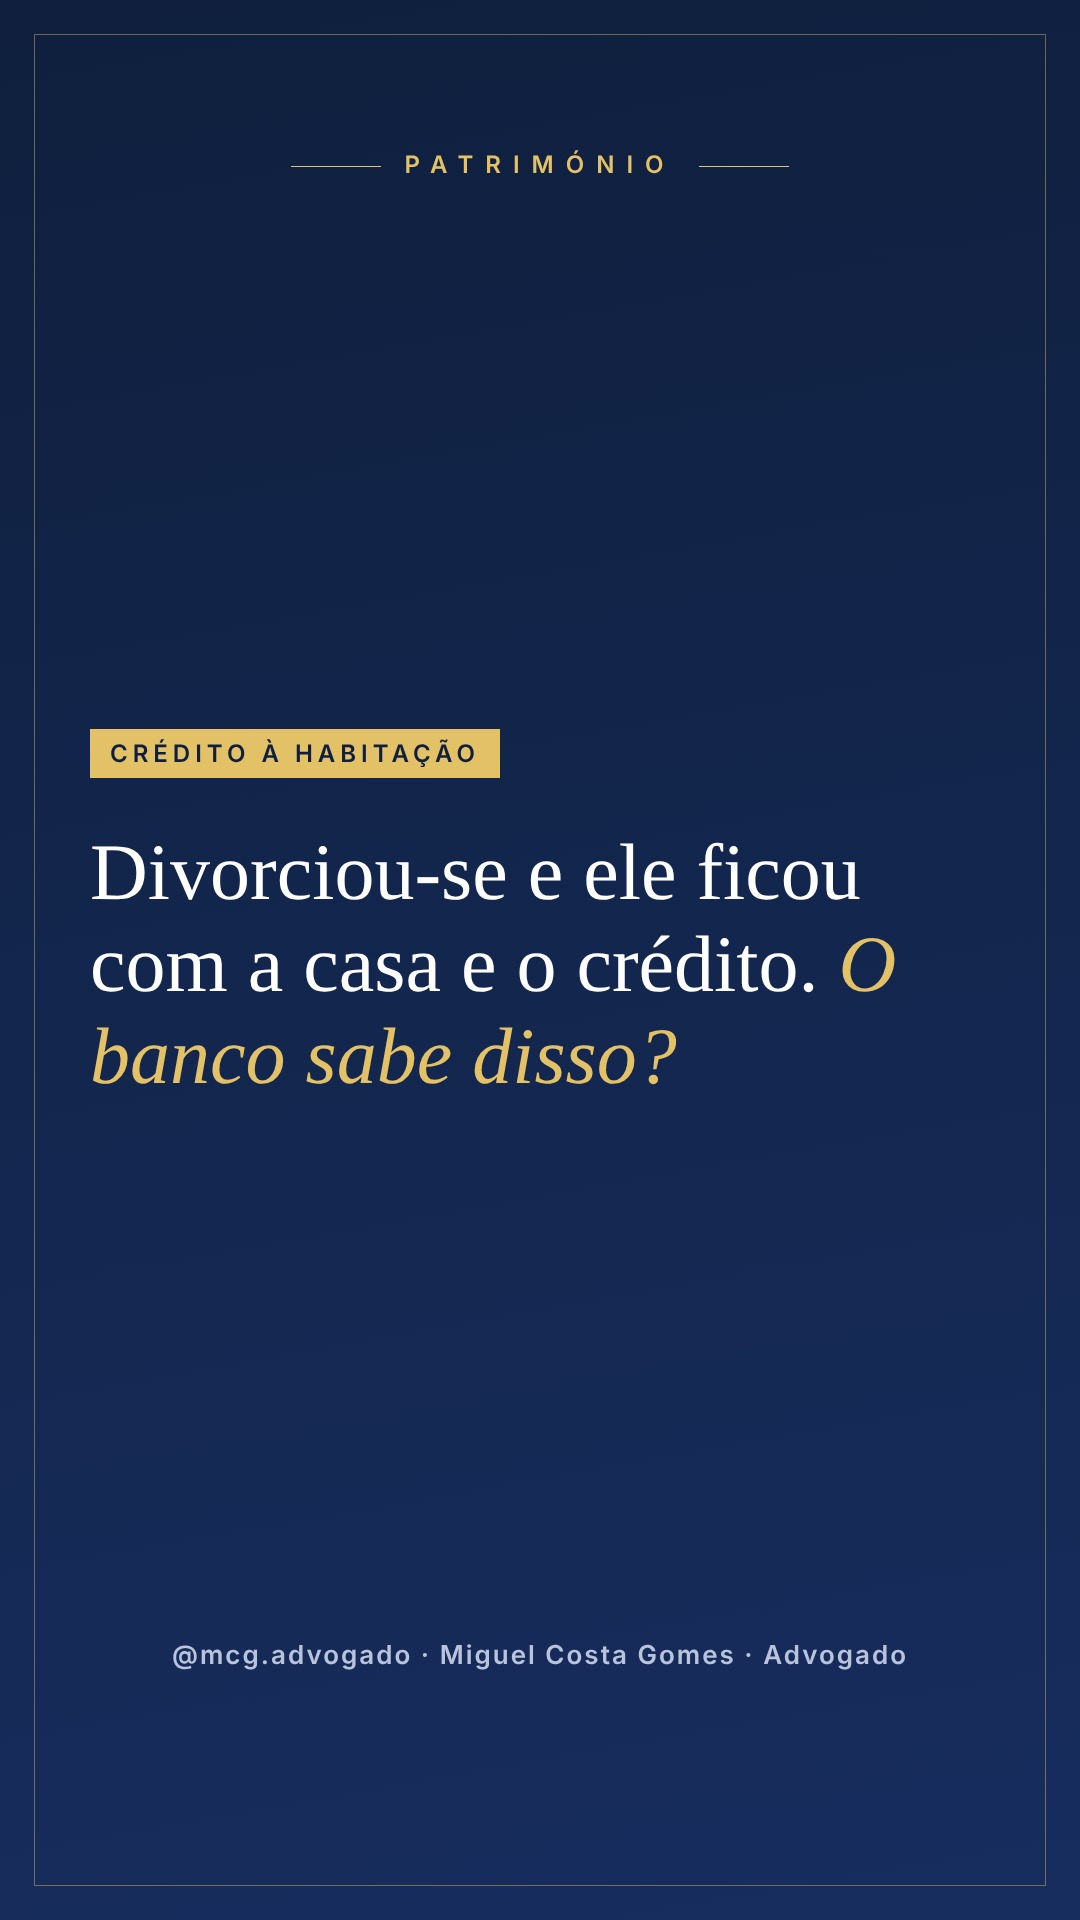 PATRIMÓNIO
CRÉDITO À HABITAÇÃO
Divorciou-se e ele ficou
com a casa e o crédito. O
banco sabe disso?
@mcg.advogado · Miguel Costa Gomes · Advogado